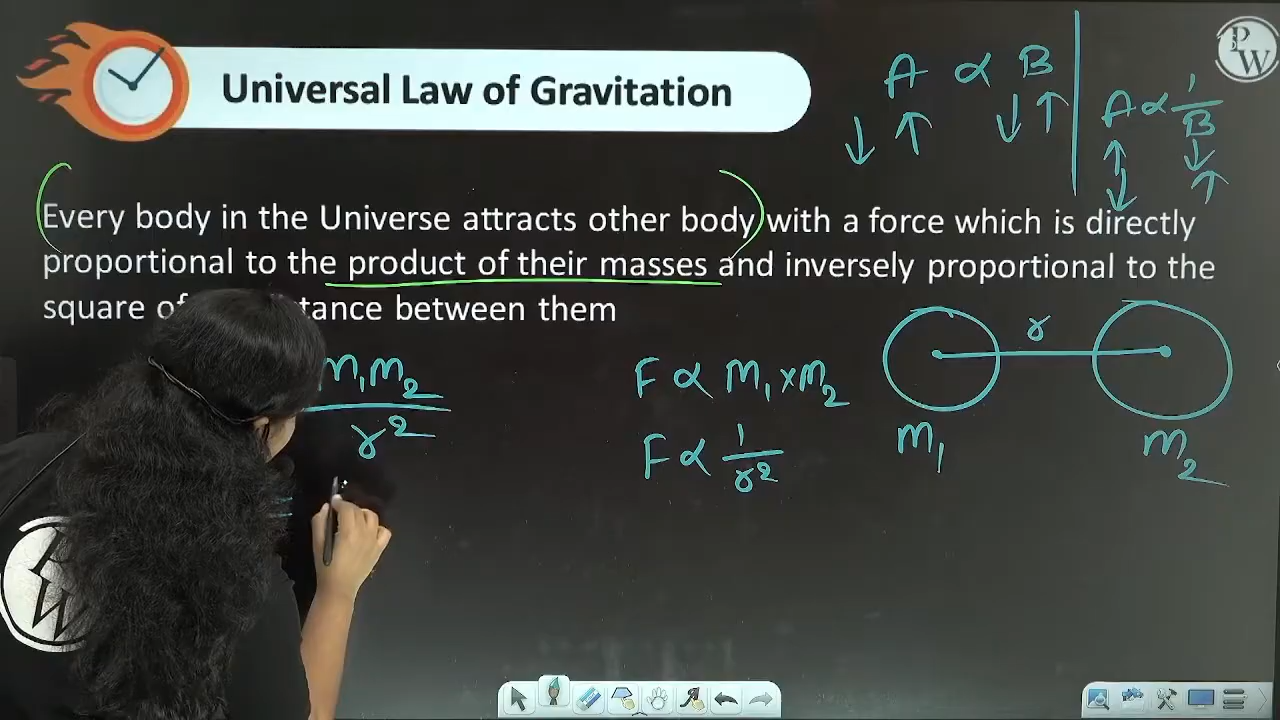 Universal Law of Gravitation
A ∝ B
A ∝ 1/B
Every body in the Universe attracts other body with a force which is directly
proportional to the product of their masses and inversely proportional to the
square of tance between them
m₁m₂
r²
F ∝ m₁ × m₂
F ∝ 1/r²
r
m₁
m₂
=
PW
PW